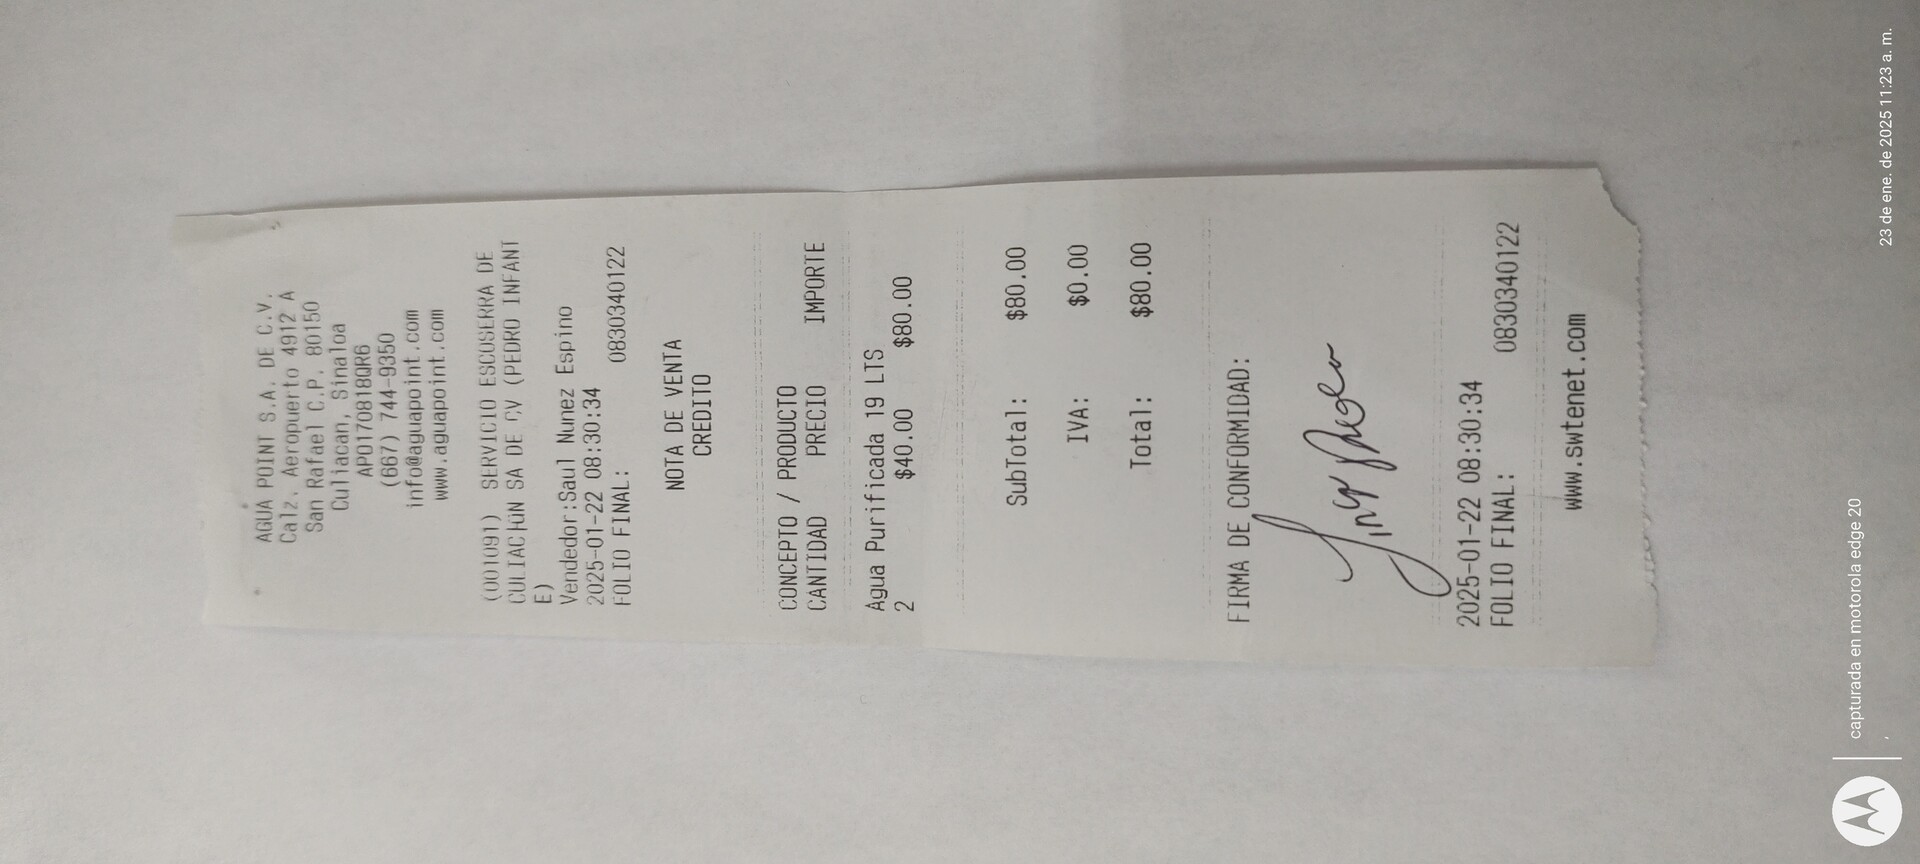 AGUA POINT S.A. DE C.V.
Calz. Aeropuerto 4912 A
San Rafael C.P. 80150
Culiacan, Sinaloa
APO170818QR6
(667) 744-9350
info@aguapoint.com
www.aguapoint.com
(001091) SERVICIO ESCOSERRA DE
CULIACAÚN SA DE CV (PEDRO INFANT
E)
Vendedor:Saul Nunez Espino
2025-01-22 08:30:34
FOLIO FINAL: 0830340122
NOTA DE VENTA
CREDITO
CONCEPTO / PRODUCTO
CANTIDAD PRECIO IMPORTE
Agua Purificada 19 LTS
2 $40.00 $80.00
SubTotal: $80.00
IVA: $0.00
Total: $80.00
FIRMA DE CONFORMIDAD:
2025-01-22 08:30:34
FOLIO FINAL: 0830340122
www.swtenet.com
capturada en motorola edge 20
23 de ene. de 2025 11:23 a. m.